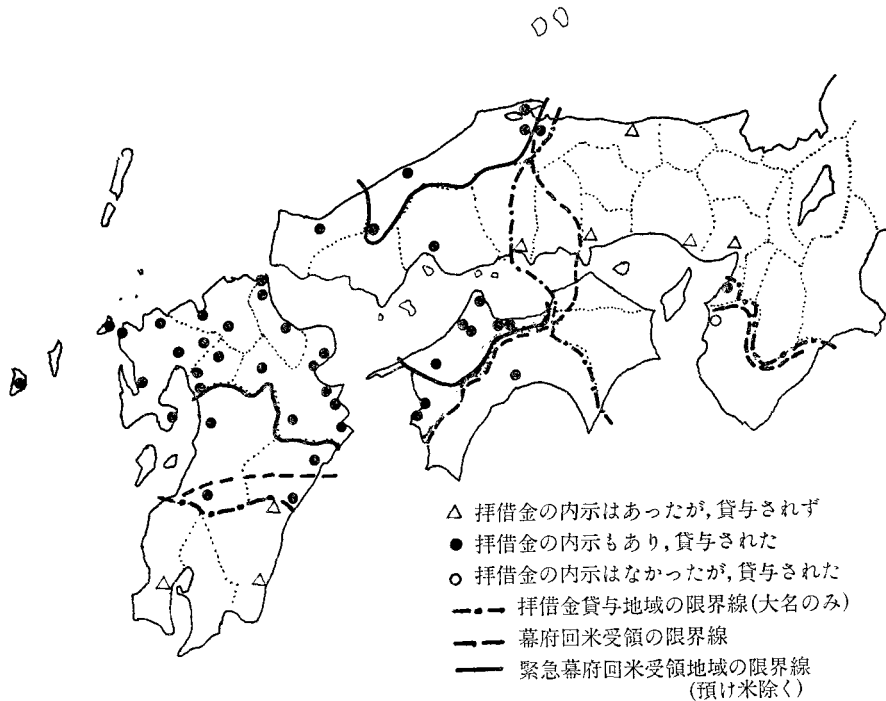 △ 拝借金の内示はあったが,貸与されず
● 拝借金の内示もあり,貸与された
○ 拝借金の内示はなかったが,貸与された
拝借金貸与地域の限界線(大名のみ)
幕府回米受領の限界線
緊急幕府回米受領地域の限界線
(預け米除く)